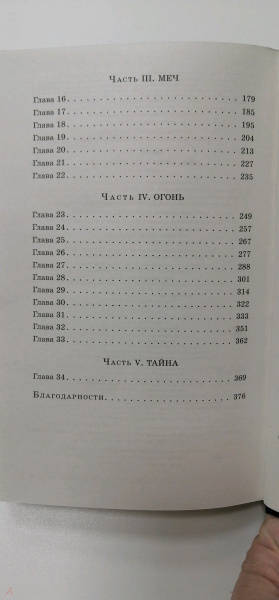 Часть III. МЕЧ
Глава 16. . . . . . . . . . . . . . . . . . . . . . . 179
Глава 17. . . . . . . . . . . . . . . . . . . . . . . 185
Глава 18. . . . . . . . . . . . . . . . . . . . . . . 195
Глава 19. . . . . . . . . . . . . . . . . . . . . . . 204
Глава 20. . . . . . . . . . . . . . . . . . . . . . . 213
Глава 21. . . . . . . . . . . . . . . . . . . . . . . 227
Глава 22. . . . . . . . . . . . . . . . . . . . . . . 235
Часть IV. ОГОНЬ
Глава 23. . . . . . . . . . . . . . . . . . . . . . . 249
Глава 24. . . . . . . . . . . . . . . . . . . . . . . 257
Глава 25. . . . . . . . . . . . . . . . . . . . . . . 267
Глава 26. . . . . . . . . . . . . . . . . . . . . . . 277
Глава 27. . . . . . . . . . . . . . . . . . . . . . . 288
Глава 28. . . . . . . . . . . . . . . . . . . . . . . 301
Глава 29. . . . . . . . . . . . . . . . . . . . . . . 314
Глава 30. . . . . . . . . . . . . . . . . . . . . . . 322
Глава 31. . . . . . . . . . . . . . . . . . . . . . . 333
Глава 32. . . . . . . . . . . . . . . . . . . . . . . 351
Глава 33. . . . . . . . . . . . . . . . . . . . . . . 362
Часть V. ТАЙНА
Глава 34. . . . . . . . . . . . . . . . . . . . . . . 369
Благодарности. . . . . . . . . . . . . . . . . . 376